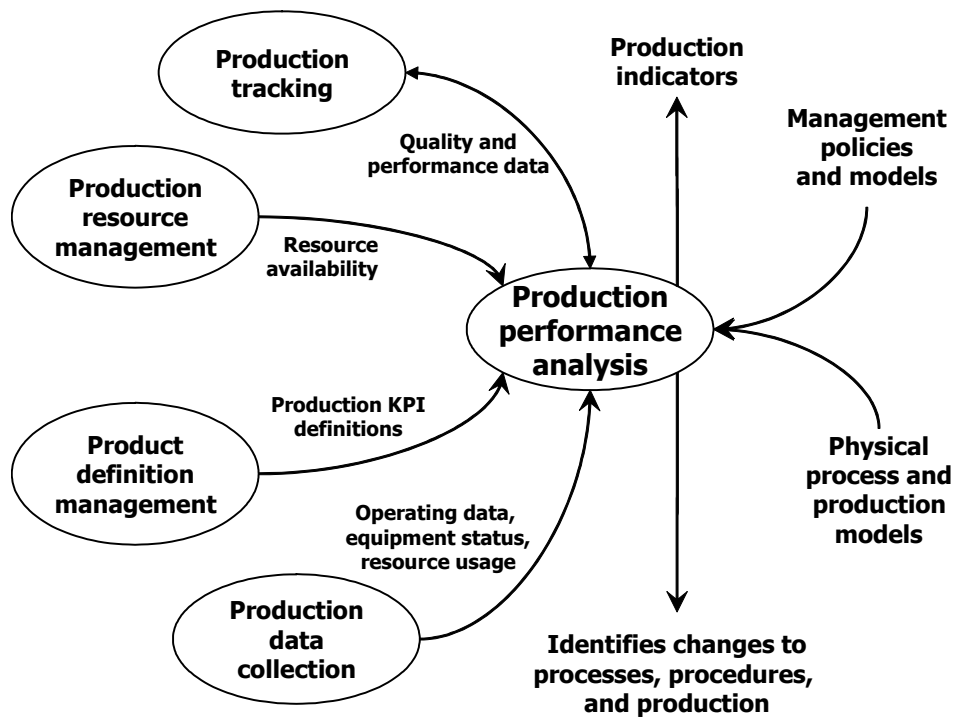 Production
tracking
Production
indicators
Management
policies
and models
Quality and
performance data
Production
resource
management
Resource
availability
Production
performance
analysis
Production KPI
definitions
Product
definition
management
Physical
process and
production
models
Operating data,
equipment status,
resource usage
Production
data
collection
Identifies changes to
processes, procedures,
and production